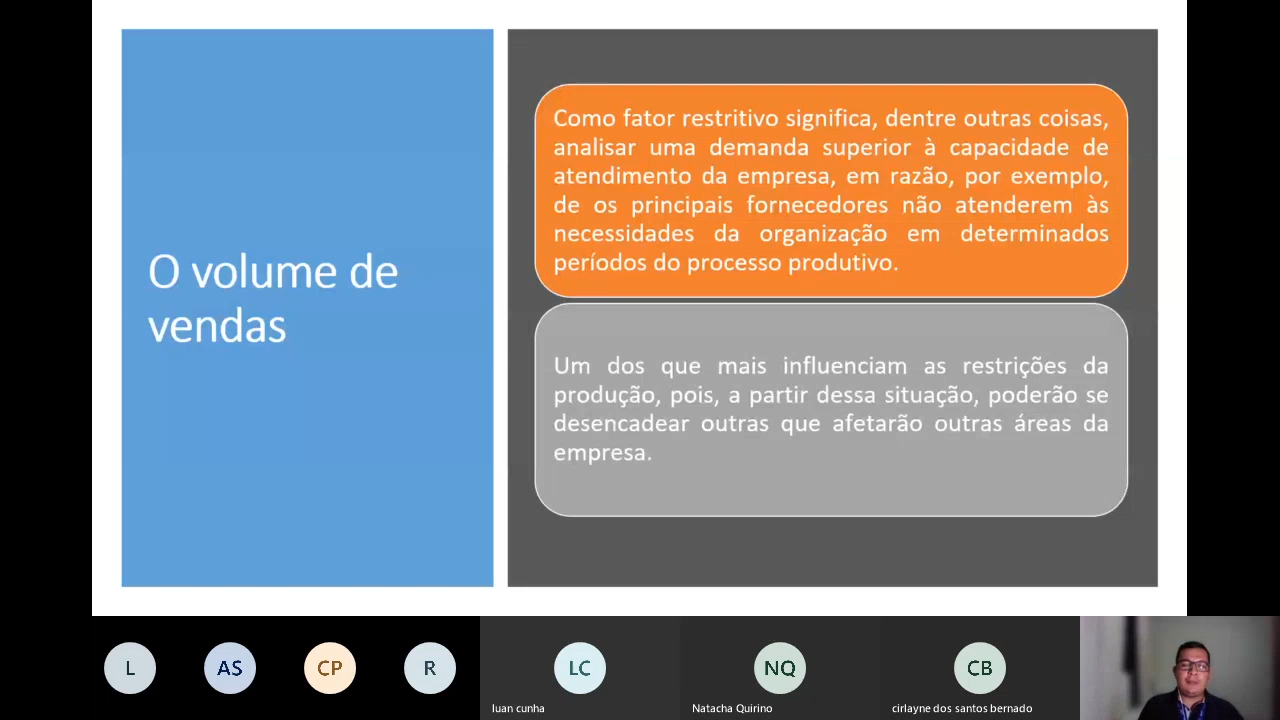 O volume de
vendas
Como fator restritivo significa, dentre outras coisas,
analisar uma demanda superior à capacidade de
atendimento da empresa, em razão, por exemplo,
de os principais fornecedores não atenderem às
necessidades da organização em determinados
períodos do processo produtivo.
Um dos que mais influenciam as restrições da
produção, pois, a partir dessa situação, poderão se
desencadear outras que afetarão outras áreas da
empresa.
L
AS
CP
R
LC
luan cunha
NQ
Natacha Quirino
CB
cirlayne dos santos bernado